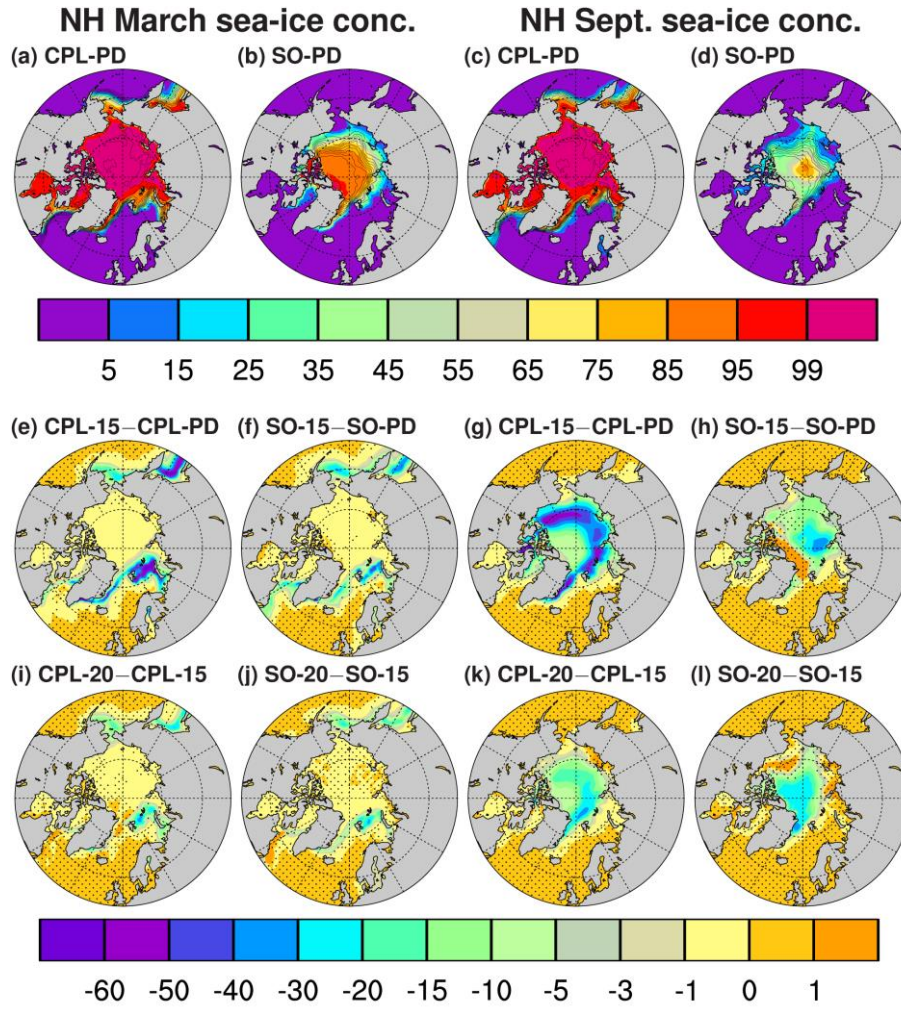 NH March sea-ice conc. NH Sept. sea-ice conc.
(a) CPL-PD (b) SO-PD (c) CPL-PD (d) SO-PD
5 15 25 35 45 55 65 75 85 95 99
(e) CPL-15−CPL-PD (f) SO-15−SO-PD (g) CPL-15−CPL-PD (h) SO-15−SO-PD
(i) CPL-20−CPL-15 (j) SO-20−SO-15 (k) CPL-20−CPL-15 (l) SO-20−SO-15
-60 -50 -40 -30 -20 -15 -10 -5 -3 -1 0 1